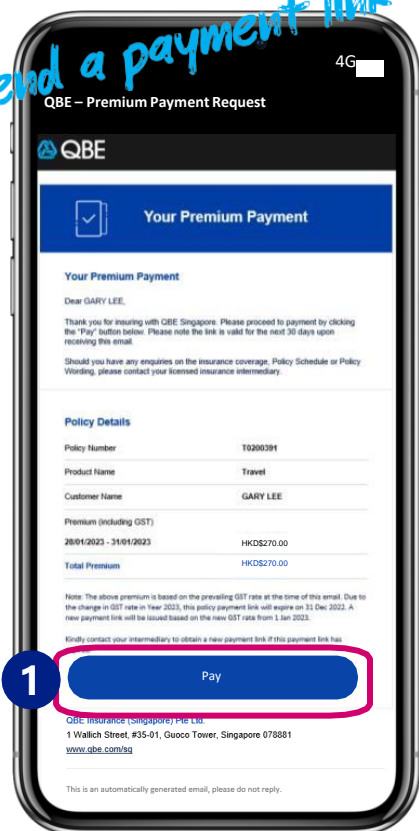 send a payment link
4G
QBE – Premium Payment Request
QBE
Your Premium Payment
Your Premium Payment
Dear GARY LEE,
Thank you for insuring with QBE Singapore. Please proceed to payment by clicking
the "Pay" button below. Please note the link is valid for the next 30 days upon
receiving this email.
Should you have any enquiries on the insurance coverage, Policy Schedule or Policy
Wording, please contact your licensed insurance intermediary.
Policy Details
Policy Number T0200391
Product Name Travel
Customer Name GARY LEE
Premium (including GST)
28/01/2023 - 31/01/2023 HKD$270.00
Total Premium HKD$270.00
Note: The above premium is based on the prevailing GST rate at the time of this email. Due to
the change in GST rate in Year 2023, this policy payment link will expire on 31 Dec 2022. A
new payment link will be issued based on the new GST rate from 1 Jan 2023.
Kindly contact your intermediary to obtain a new payment link if this payment link has
1
Pay
QBE Insurance (Singapore) Pte Ltd.
1 Wallich Street, #35-01, Guoco Tower, Singapore 078881
www.qbe.com/sg
This is an automatically generated email, please do not reply.